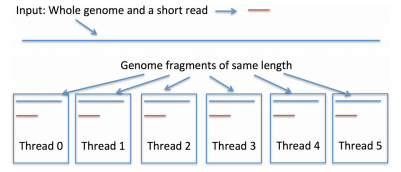 Input: Whole genome and a short read
Genome fragments of same length
Thread 0
Thread 1
Thread 2
Thread 3
Thread 4
Thread 5